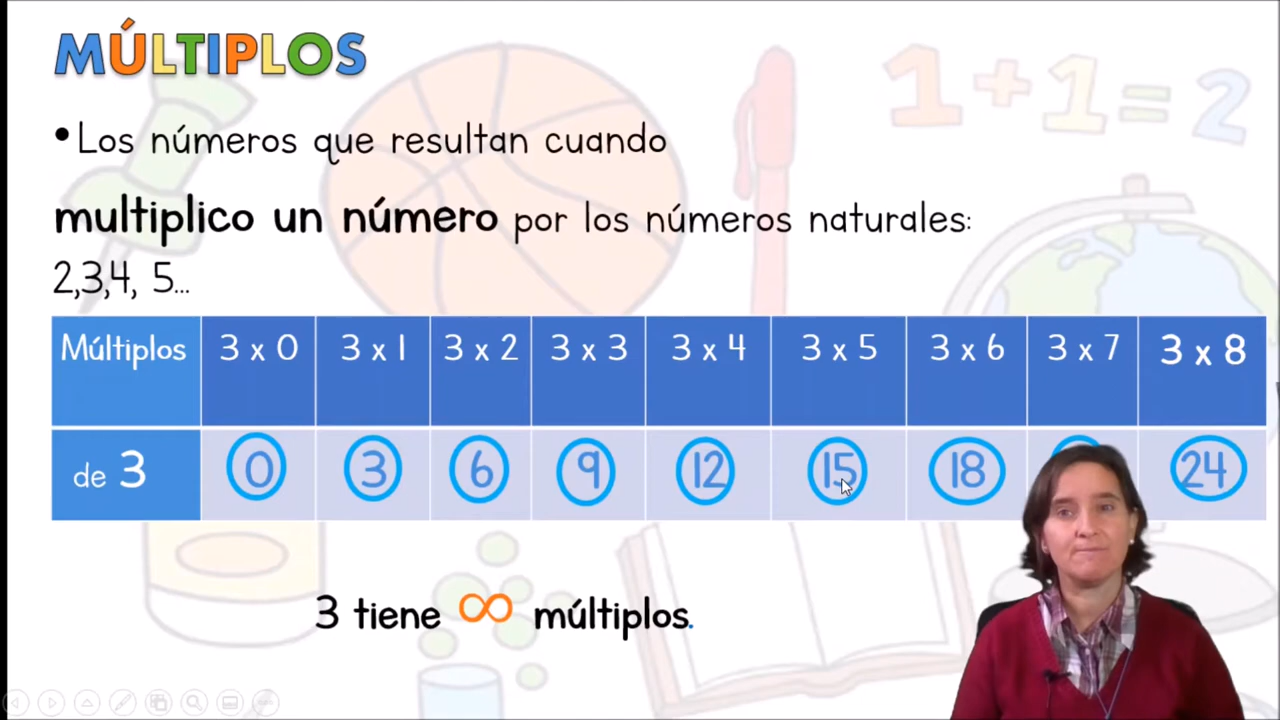 MÚLTIPLOS
1+1=2
•Los números que resultan cuando
multiplico un número por los números naturales:
2,3,4, 5...
Múltiplos 3 x 0 3 x 1 3 x 2 3 x 3 3 x 4 3 x 5 3 x 6 3 x 7 3 x 8
de 3 0 3 6 9 12 15 18 24
3 tiene ∞ múltiplos.